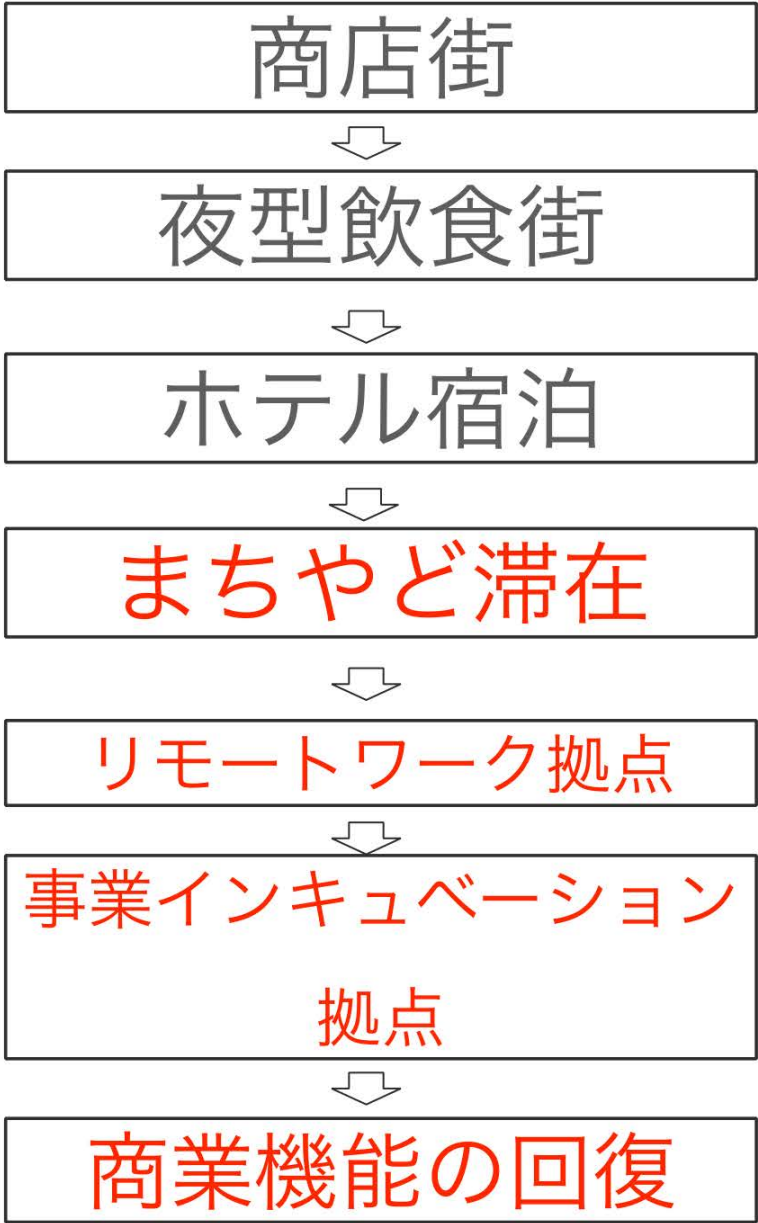 商店街
夜型飲食街
ホテル宿泊
まちやど滞在
リモートワーク拠点
事業インキュベーション
拠点
商業機能の回復